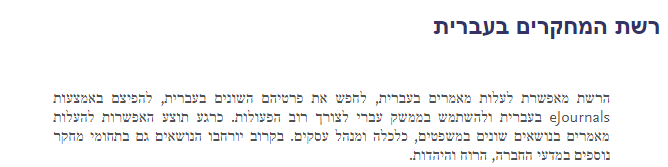 רשת המחקרים בעברית
הרשת מאפשרת לעלות מאמרים בעברית, לחפש את פרטיהם השונים בעברית, להפיצם באמצעות
eJournals בעברית ולהשתמש בממשק עברי לצורך רוב הפעולות. כרגע תוצע האפשרות להעלות
מאמרים בנושאים שונים במשפטים, כלכלה ומנהל עסקים. בקרוב יורחבו הנושאים גם בתחומי מחקר
נוספים במדעי החברה, הרוח והיהדות.